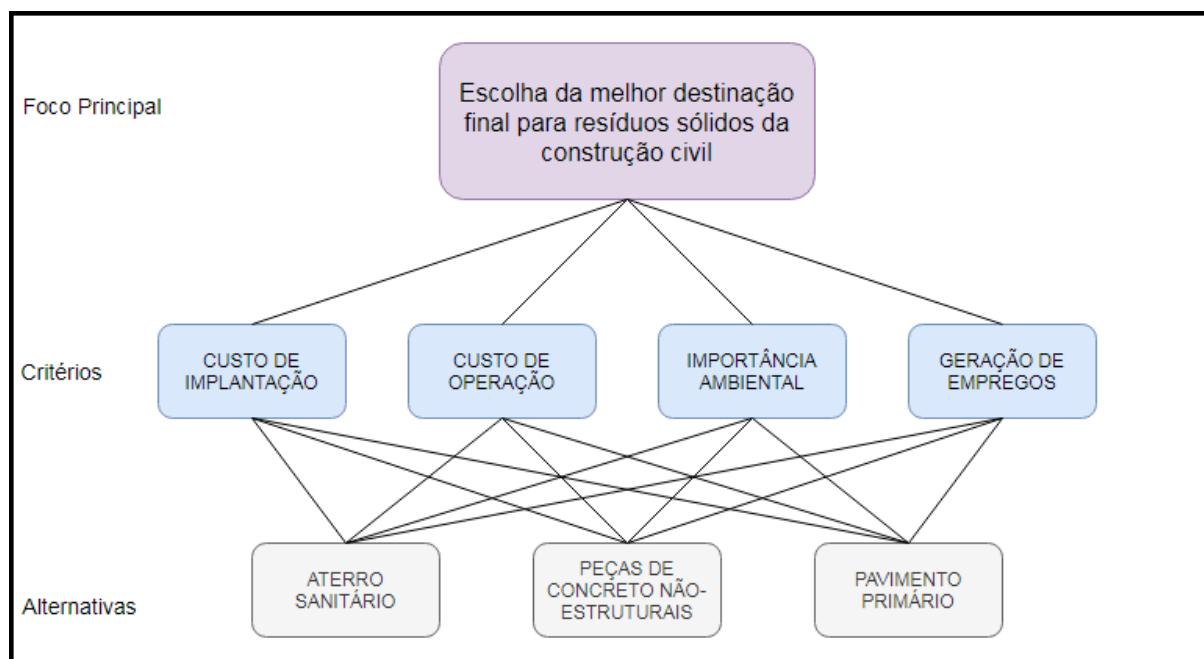 Foco Principal
Escolha da melhor destinação
final para resíduos sólidos da
construção civil
Critérios
CUSTO DE
IMPLANTAÇÃO
CUSTO DE
OPERAÇÃO
IMPORTÂNCIA
AMBIENTAL
GERAÇÃO DE
EMPREGOS
Alternativas
ATERRO
SANITÁRIO
PEÇAS DE
CONCRETO NÃO-
ESTRUTURAIS
PAVIMENTO
PRIMÁRIO